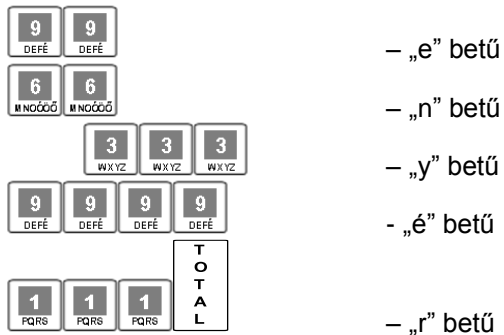 9 9 – „e” betű
DEFÉ DEFÉ
6 6 – „n” betű
MNOÓÖŐ MNOÓÖŐ
3 3 3 – „y” betű
WXYZ WXYZ WXYZ
9 9 9 9 - „é” betű
DEFÉ DEFÉ DEFÉ DEFÉ
TOTAL
1 1 1 – „r” betű
PQRS PQRS PQRS